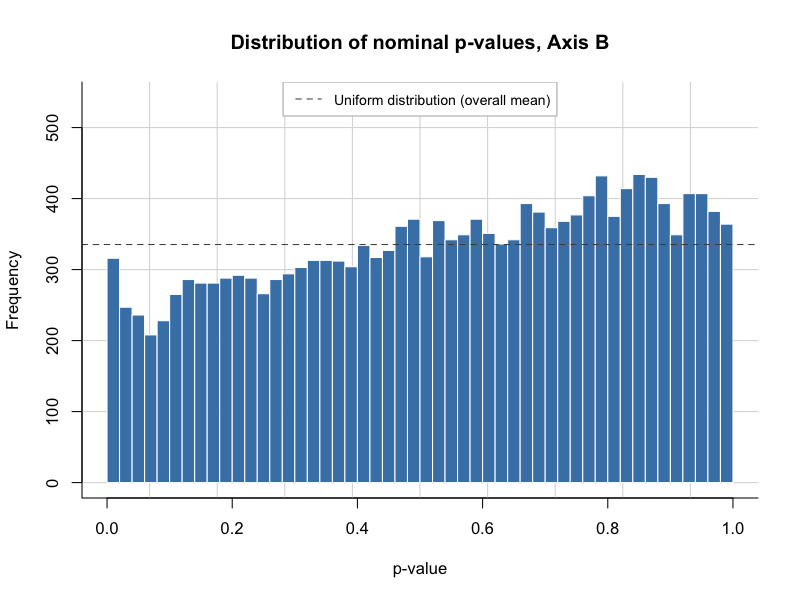 Distribution of nominal p-values, Axis B
Uniform distribution (overall mean)
Frequency
500
400
300
200
100
0
0.0 0.2 0.4 0.6 0.8 1.0
p-value